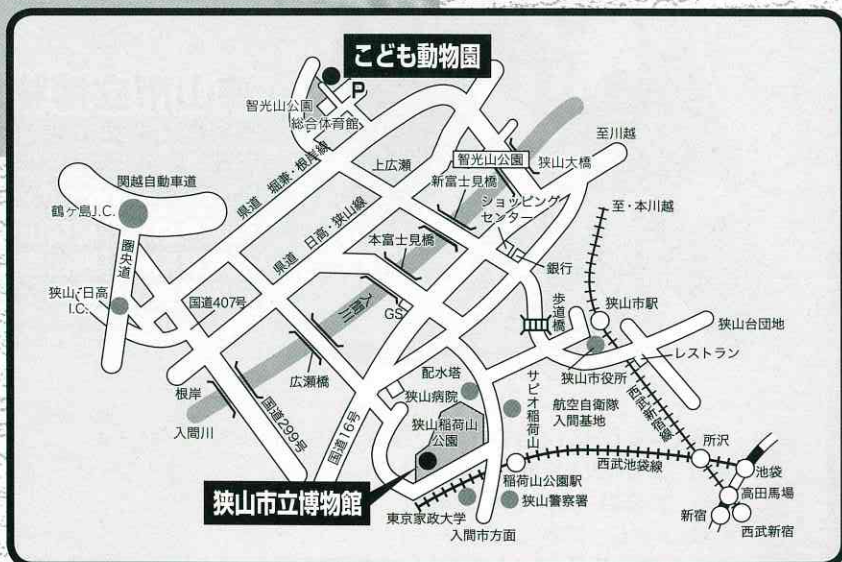 こども動物園
P
智光山公園
総合体育館
県道 堀兼・根岸線
上広瀬
智光山公園
狭山大橋
至川越
関越自動車道
鶴ヶ島J.C.
圏央道
狭山・日高
I.C.
国道407号
県道 日高・狭山線
新富士見橋
ショッピング
センター
至・本川越
本富士見橋
銀行
入間川
GS
歩道橋
狭山市駅
狭山台団地
レストラン
狭山市役所
根岸
入間川
広瀬橋
国道299号
国道16号
配水塔
狭山病院
狭山稲荷山
公園
サピオ稲荷山
航空自衛隊
入間基地
西武新宿線
所沢
池袋
西武池袋線
稲荷山公園駅
高田馬場
新宿
西武新宿
狭山市立博物館
東京家政大学
狭山警察署
入間市方面